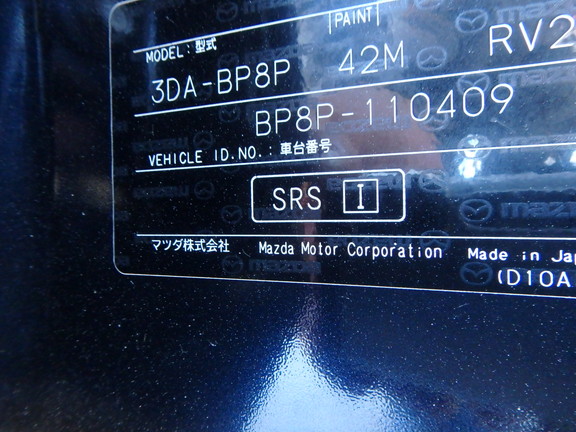 PAINT
MODEL: 型式
3DA-BP8P 42M RV2
BP8P-110409
VEHICLE ID.NO.: 車台番号
SRS I
マツダ株式会社 Mazda Motor Corporation Made in Jap
(D10A